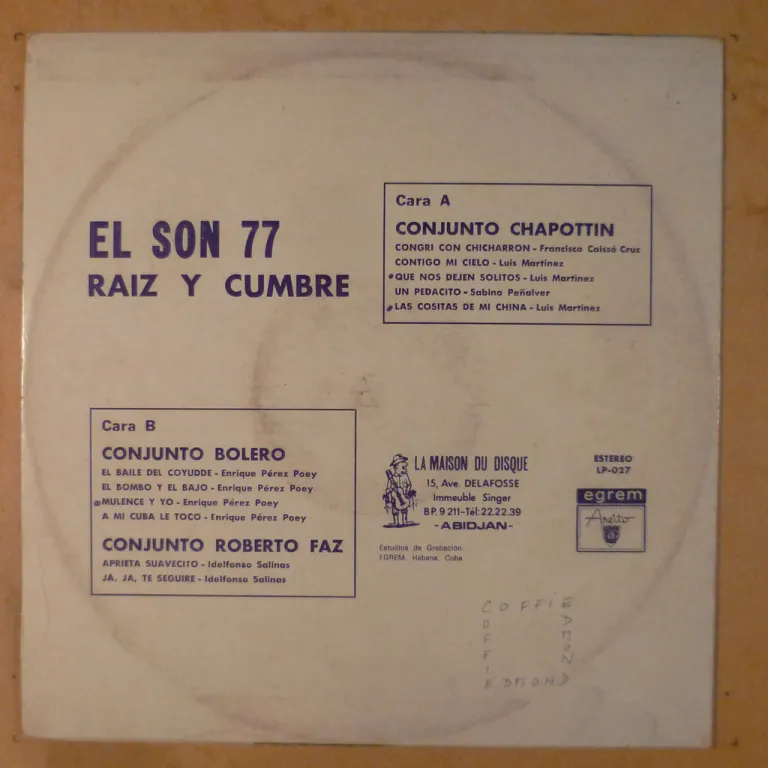 EL SON 77
RAIZ Y CUMBRE
Cara A
CONJUNTO CHAPOTTIN
CONGRI CON CHICHARRON - Francisco Caissé Cruz
CONTIGO MI CIELO - Luis Martínez
QUE NOS DEJEN SOLITOS - Luis Martínez
UN PEDACITO - Sabino Peñalver
LAS COSITAS DE MI CHINA - Luis Martínez
Cara B
CONJUNTO BOLERO
EL BAILE DEL COYUDDE - Enrique Pérez Poey
EL BOMBO Y EL BAJO - Enrique Pérez Poey
MULENCE Y YO - Enrique Pérez Poey
A MI CUBA LE TOCO - Enrique Pérez Poey
CONJUNTO ROBERTO FAZ
APRIETA SUAVECITO - Idelfonso Salinas
JA, JA, TE SEGUIRE - Idelfonso Salinas
LA MAISON DU DISQUE
15, Ave. DELAFOSSE
Immeuble Singer
B P. 9 211-Tél: 22.22.39
-ABIDJAN-
Estudios de Grabación:
EGREM, Habana, Cuba
ESTEREO
LP-027
egrem
Areito
COFFIE
EDMOND
COFFIE
EDMOND